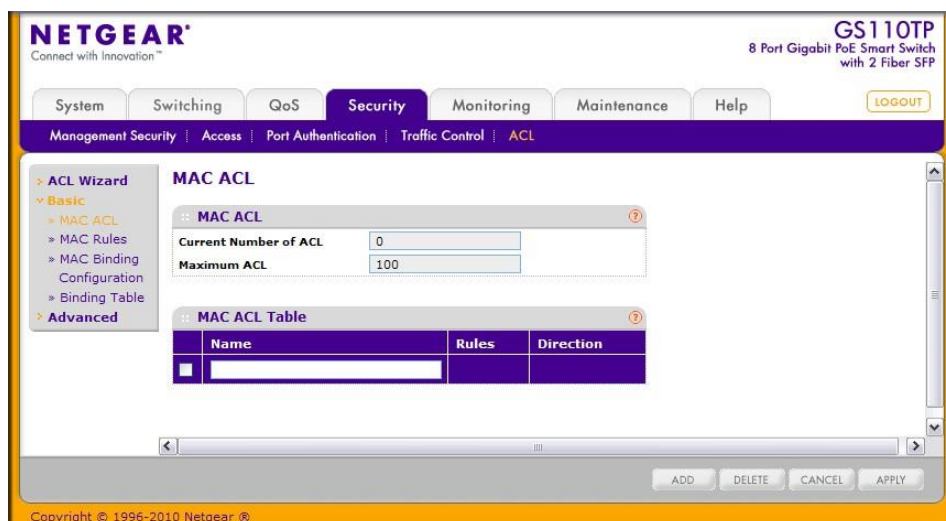 NETGEAR®
Connect with Innovation™
GS110TP
8 Port Gigabit PoE Smart Switch
with 2 Fiber SFP
System
Switching
QoS
Security
Monitoring
Maintenance
Help
LOGOUT
Management Security
Access
Port Authentication
Traffic Control
ACL
ACL Wizard
Basic
» MAC ACL
» MAC Rules
» MAC Binding
Configuration
» Binding Table
Advanced
MAC ACL
MAC ACL
Current Number of ACL 0
Maximum ACL 100
MAC ACL Table
Name Rules Direction
ADD
DELETE
CANCEL
APPLY
Copyright © 1996-2010 Netgear ®